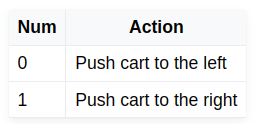 Num Action
0 Push cart to the left
1 Push cart to the right